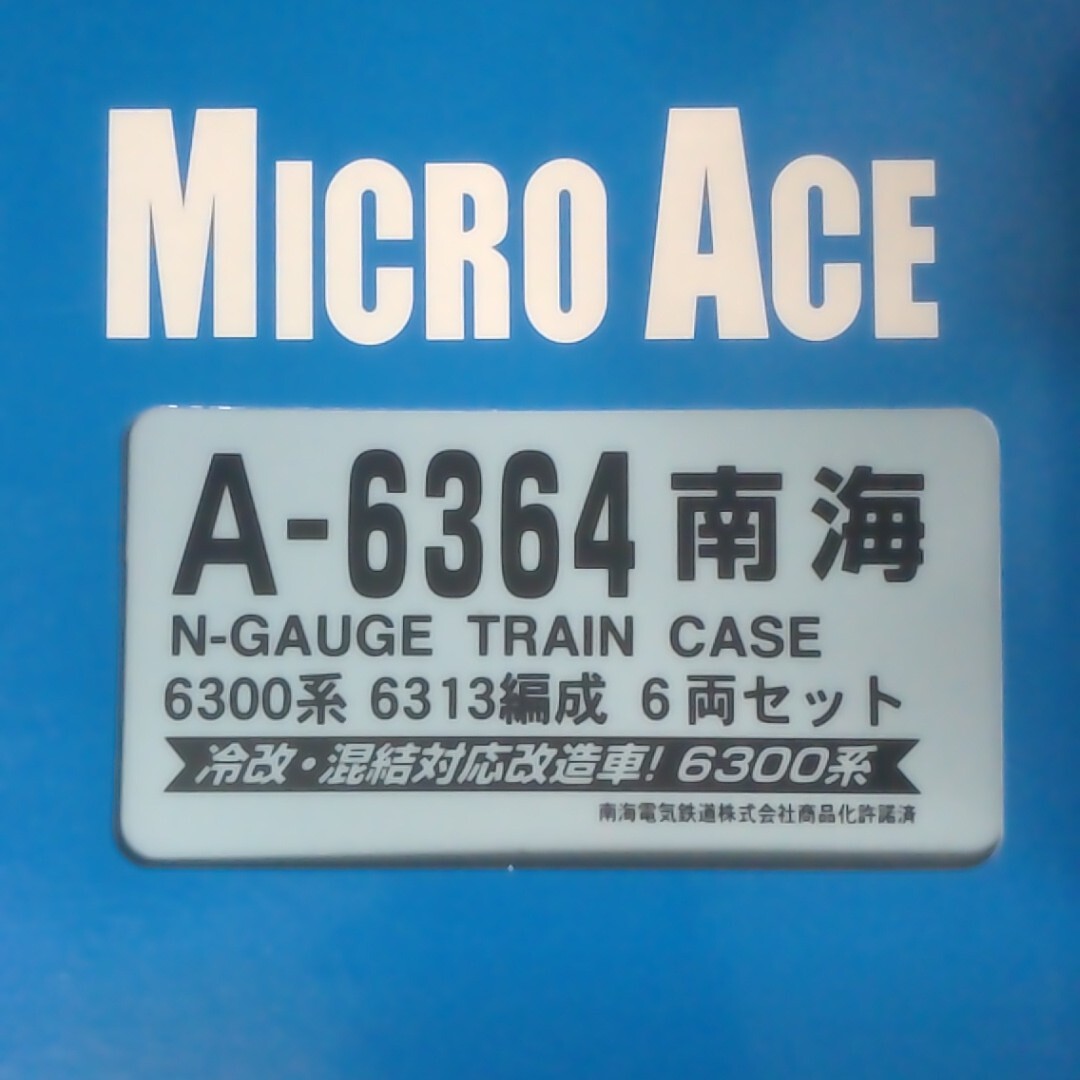 MICRO ACE
A-6364 南海
N-GAUGE TRAIN CASE
6300系 6313編成 6両セット
冷改・混結対応改造車! 6300系
南海電気鉄道株式会社商品化許諾済